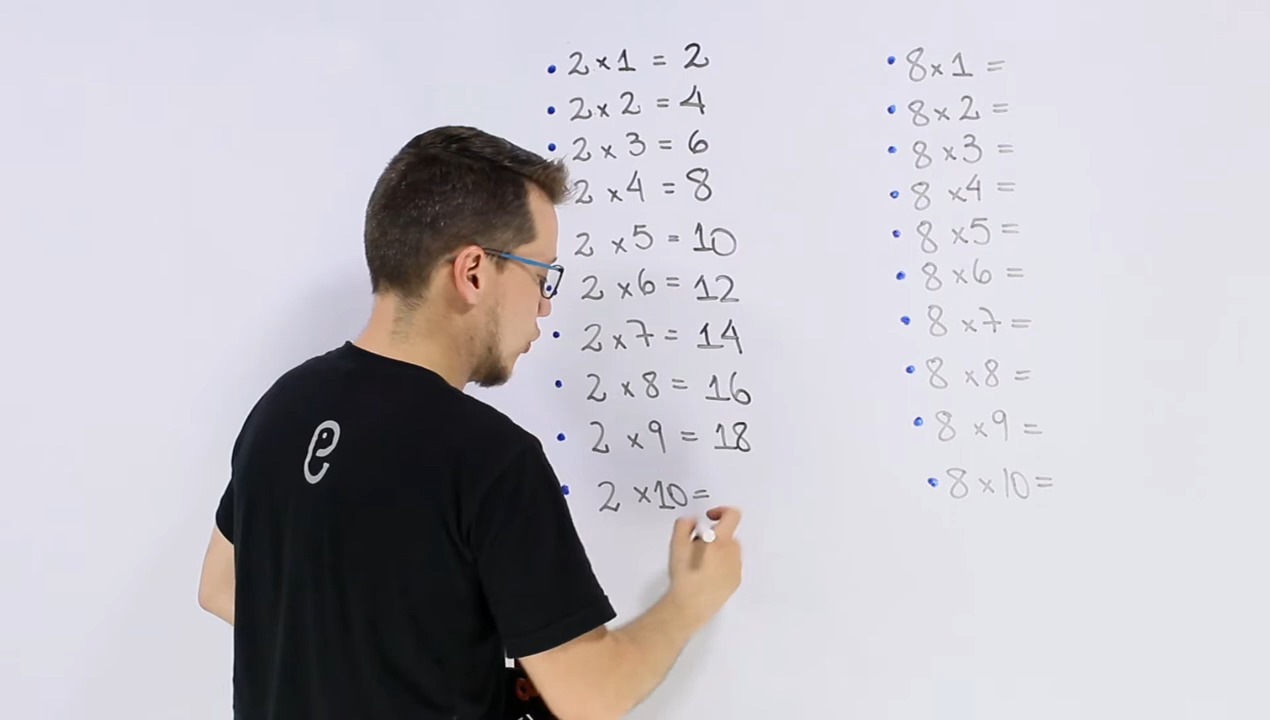 2 x 1 = 2
2 x 2 = 4
2 x 3 = 6
2 x 4 = 8
2 x 5 = 10
2 x 6 = 12
2 x 7 = 14
2 x 8 = 16
2 x 9 = 18
2 x 10 =
8 x 1 =
8 x 2 =
8 x 3 =
8 x 4 =
8 x 5 =
8 x 6 =
8 x 7 =
8 x 8 =
8 x 9 =
8 x 10 =
e